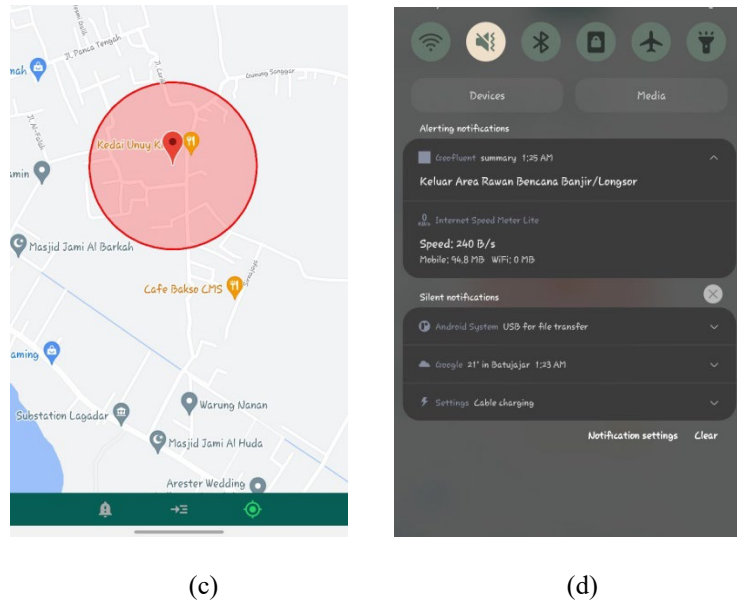 Jl. Panca Tengah
Gunung Sanggar
Kedai Unuy K
Jl. Al-Falah
amin
Masjid Jami Al Barkah
Cafe Bakso CMS
aming
Warung Nanan
Substation Lagadar
Masjid Jami Al Huda
Arester Wedding
(c)
Devices
Media
Alerting notifications
Geofluent summary 1:25 AM
Keluar Area Rawan Bencana Banjir/Longsor
Internet Speed Meter Lite
Speed: 240 B/s
Mobile: 94.8 MB WiFi: 0 MB
Silent notifications
Android System USB for file transfer
Google 21° in Batujajar 1:23 AM
Settings Cable charging
Notification settings Clear
(d)